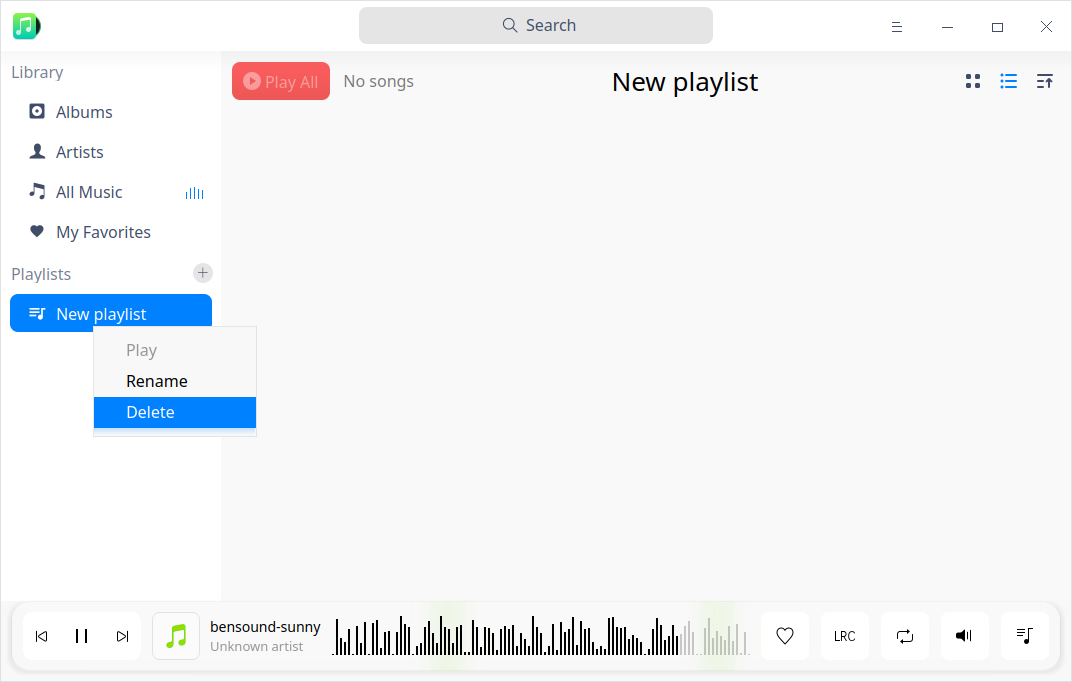 Search
Library
Albums
Artists
All Music
My Favorites
Playlists
New playlist
Play
Rename
Delete
Play All
No songs
New playlist
bensound-sunny
Unknown artist
LRC